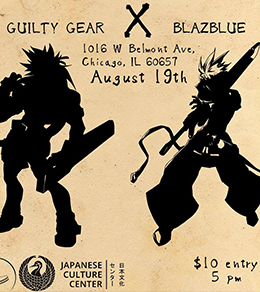 GUILTY GEAR X BLAZBLUE
1016 W Belmont Ave,
Chicago, IL 60657
August 19th
JAPANESE
CULTURE
CENTER
日本文化
センター
$10 entry
5 pm